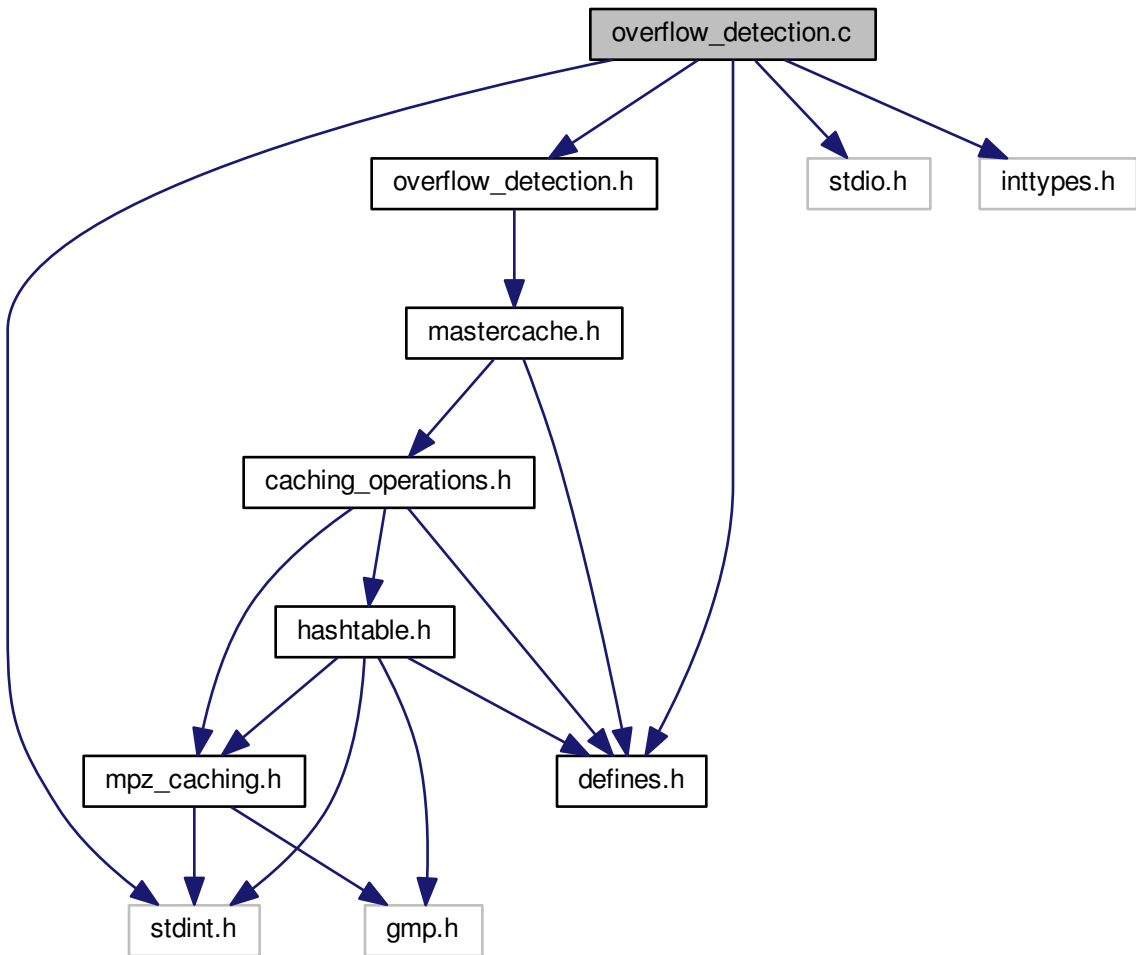 overflow_detection.c
overflow_detection.h
stdio.h
inttypes.h
mastercache.h
caching_operations.h
hashtable.h
mpz_caching.h
defines.h
stdint.h
gmp.h